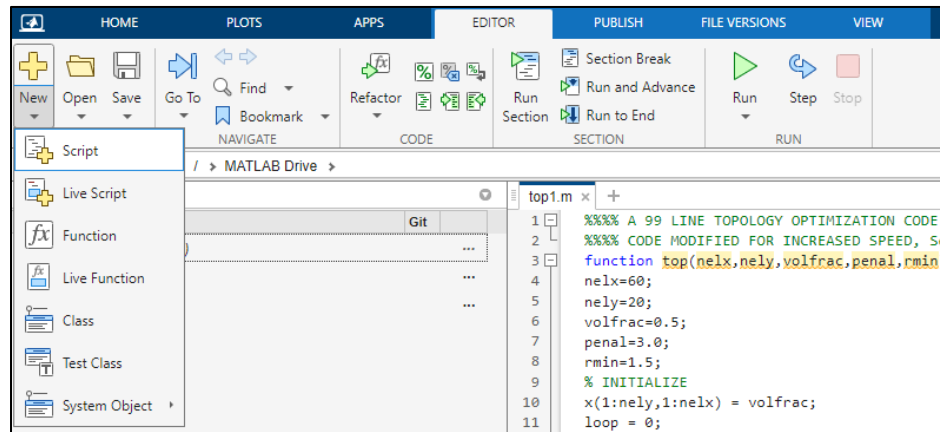 HOME PLOTS APPS EDITOR PUBLISH FILE VERSIONS VIEW
New Open Save Go To Find Bookmark
NAVIGATE
Refactor
CODE
Run Section
Section Break
Run and Advance
Run to End
SECTION
Run Step Stop
RUN
/ > MATLAB Drive >
Script
Live Script
Function
Live Function
Class
Test Class
System Object
Git
top1.m × +
1 %%%% A 99 LINE TOPOLOGY OPTIMIZATION CODE
2 %%%% CODE MODIFIED FOR INCREASED SPEED,
3 function top(nelx,nely,volfrac,penal,rmin
4 nelx=60;
5 nely=20;
6 volfrac=0.5;
7 penal=3.0;
8 rmin=1.5;
9 % INITIALIZE
10 x(1:nely,1:nelx) = volfrac;
11 loop = 0;